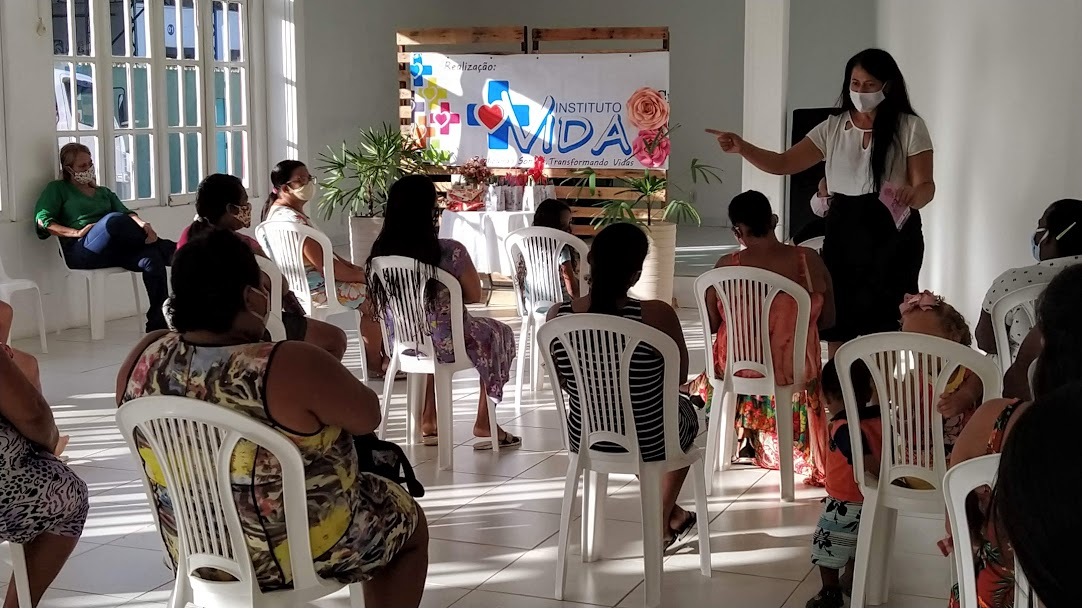 Realização:
INSTITUTO
VIDA
Transformando Vidas